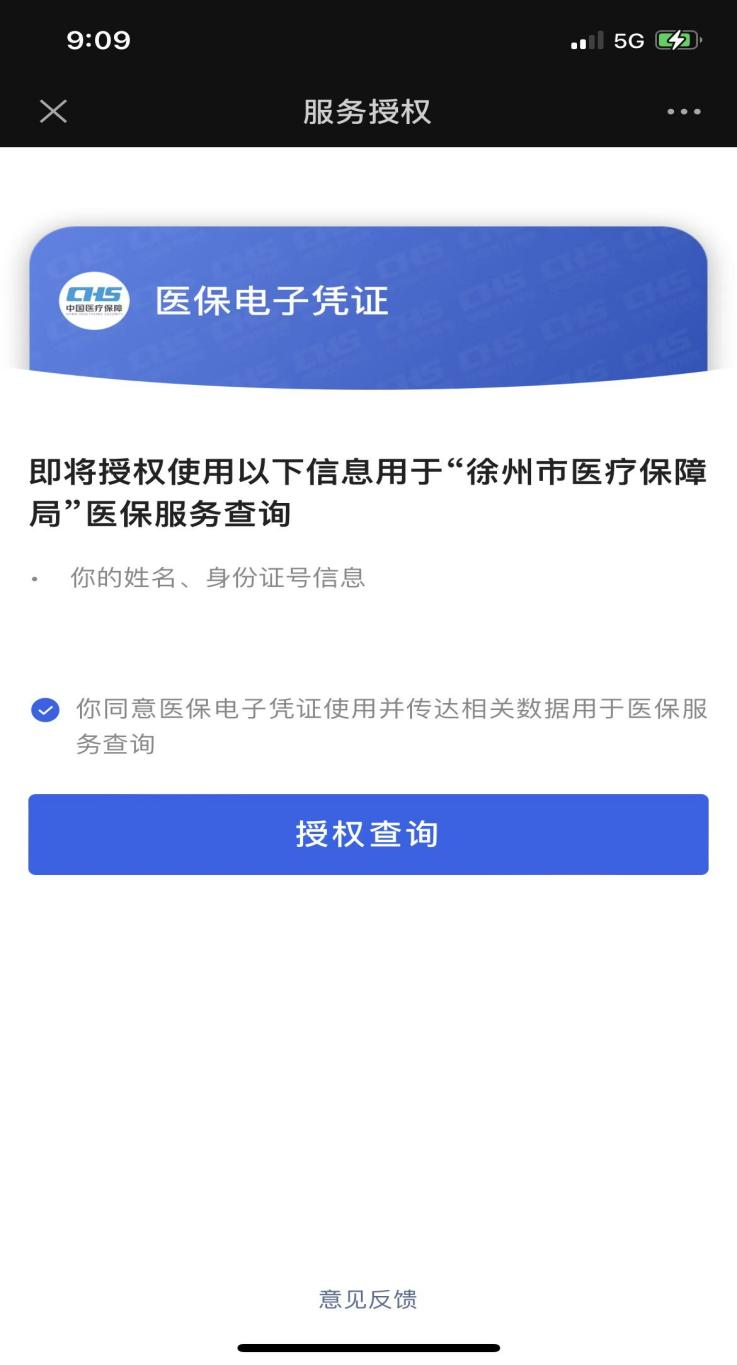 9:09
5G
服务授权
CHS
中国医疗保障
医保电子凭证
即将授权使用以下信息用于“徐州市医疗保障
局”医保服务查询
· 你的姓名、身份证号信息
你同意医保电子凭证使用并传达相关数据用于医保服
务查询
授权查询
意见反馈